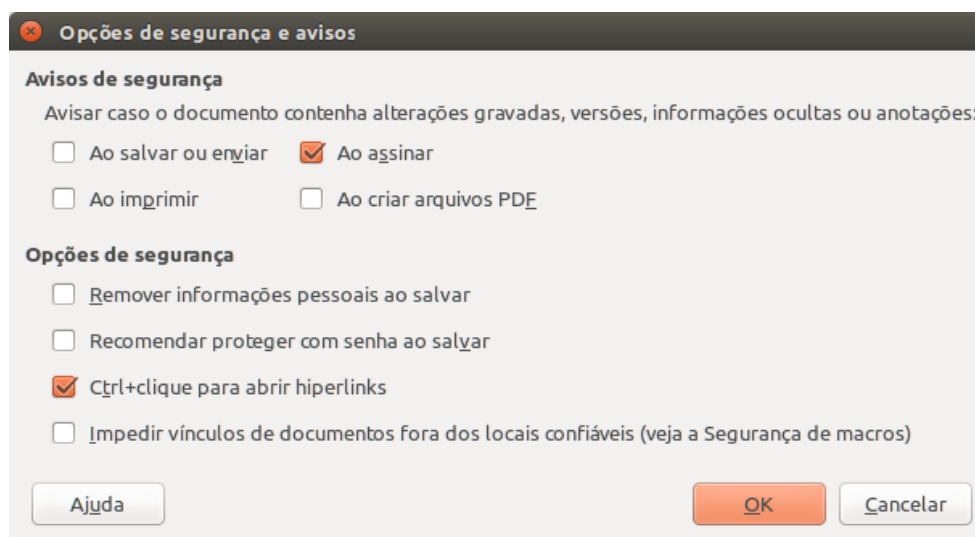 Opções de segurança e avisos
Avisos de segurança
Avisar caso o documento contenha alterações gravadas, versões, informações ocultas ou anotações:
Ao salvar ou enviar Ao assinar
Ao imprimir Ao criar arquivos PDF
Opções de segurança
Remover informações pessoais ao salvar
Recomendar proteger com senha ao salvar
Ctrl+clique para abrir hiperlinks
Impedir vínculos de documentos fora dos locais confiáveis (veja a Segurança de macros)
Ajuda OK Cancelar